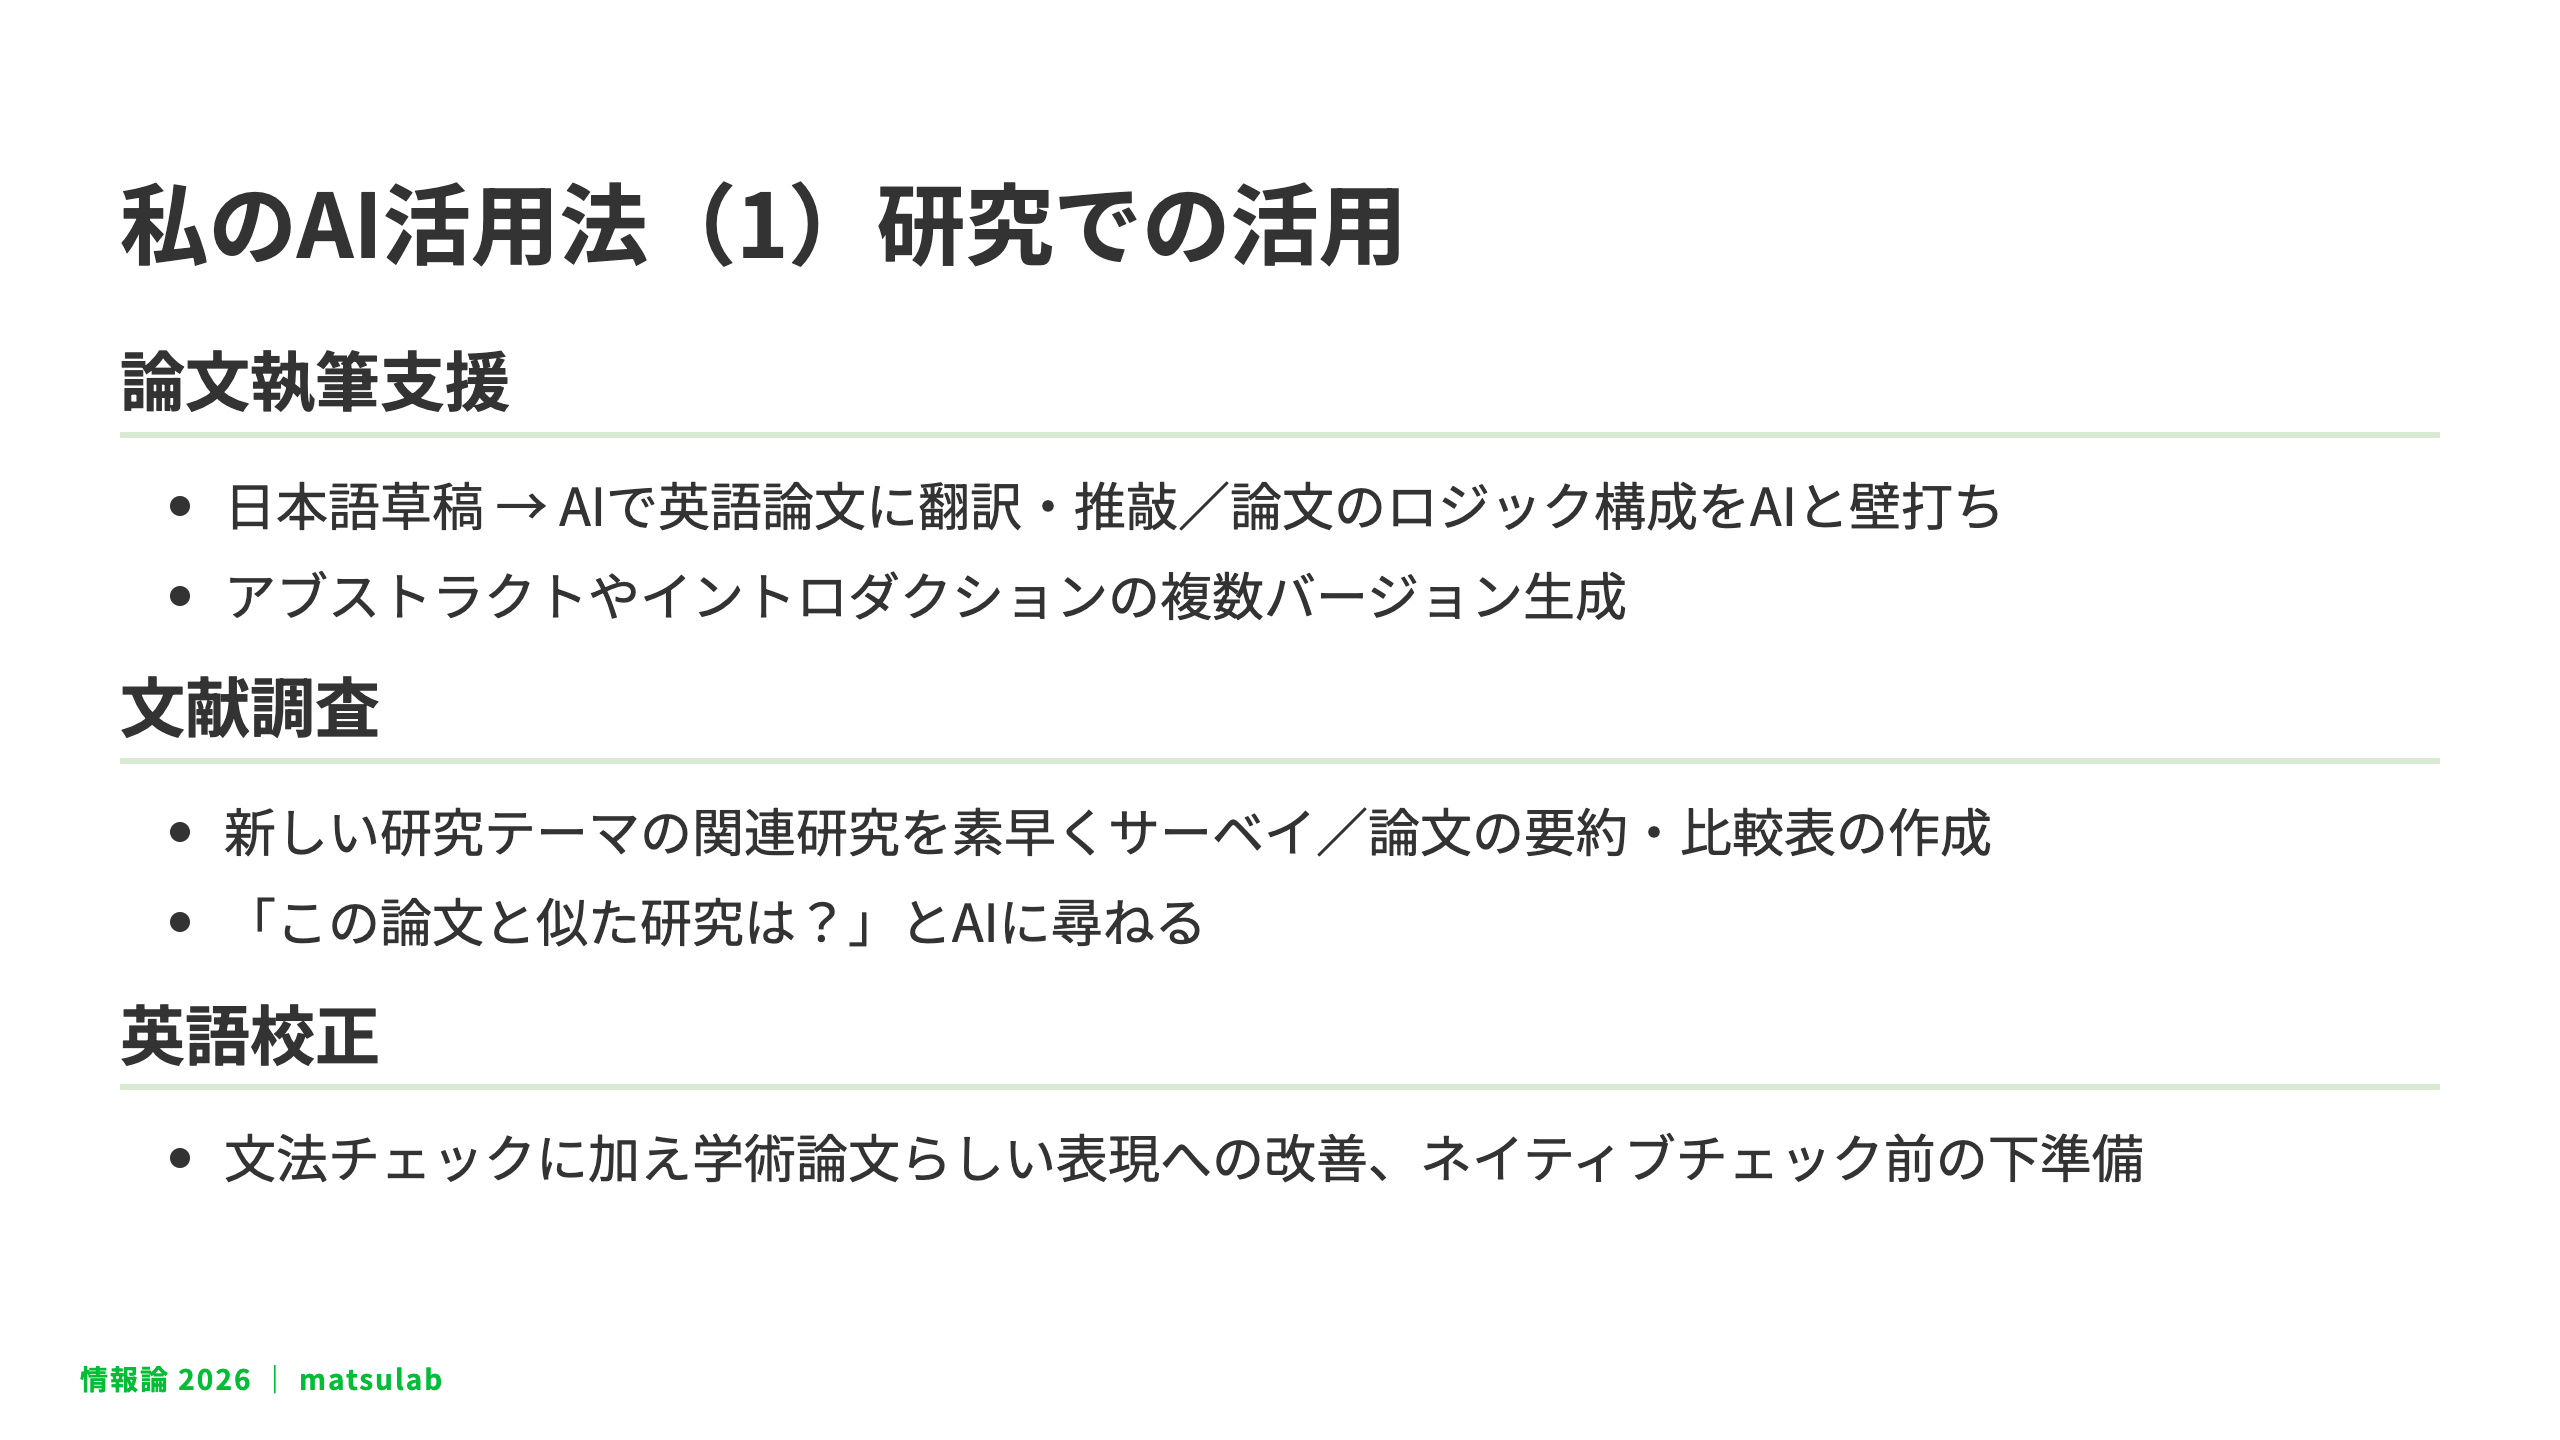 私のAI活用法（1）研究での活用
論文執筆支援
• 日本語草稿 → AIで英語論文に翻訳・推敲／論文のロジック構成をAIと壁打ち
• アブストラクトやイントロダクションの複数バージョン生成
文献調査
• 新しい研究テーマの関連研究を素早くサーベイ／論文の要約・比較表の作成
• 「この論文と似た研究は？」とAIに尋ねる
英語校正
• 文法チェックに加え学術論文らしい表現への改善、ネイティブチェック前の下準備
情報論 2026 ｜ matsulab